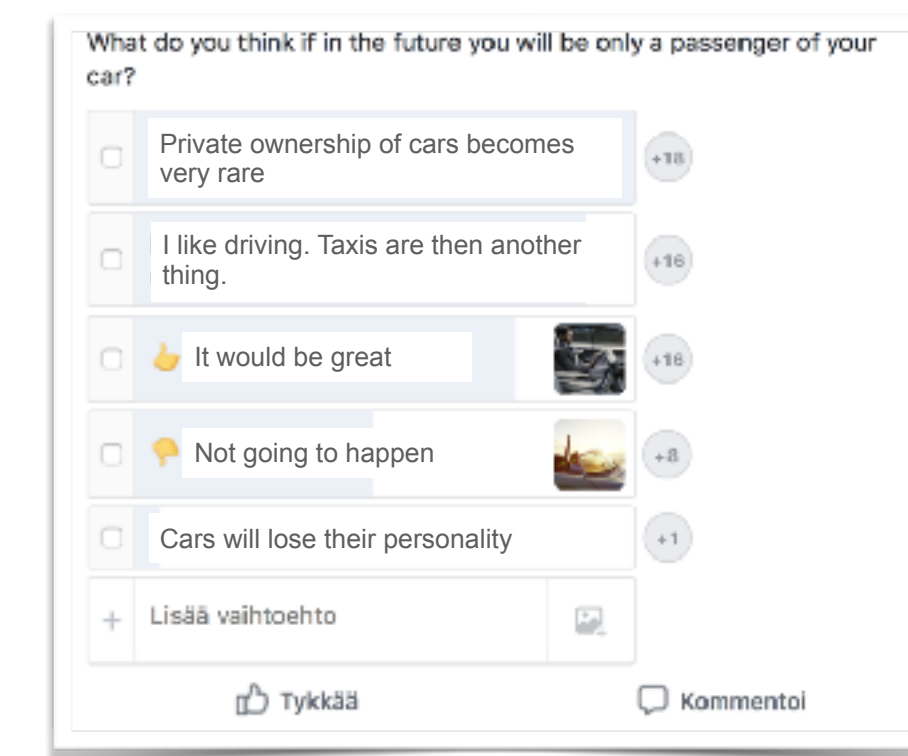 What do you think if in the future you will be only a passenger of your
car?
Private ownership of cars becomes
very rare
+18
I like driving. Taxis are then another
thing.
+16
It would be great
+16
Not going to happen
+8
Cars will lose their personality
+1
+ Lisää vaihtoehto
Tykkää
Kommentoi